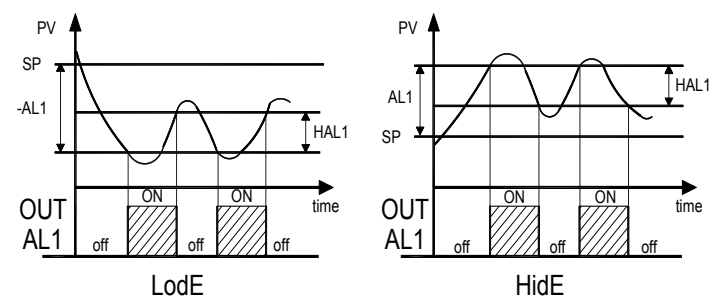 PV
SP
-AL1
HAL1
ON
ON
time
OUT
AL1
off
off
off
LodE
PV
AL1
HAL1
SP
ON
ON
time
OUT
AL1
off
off
off
HidE